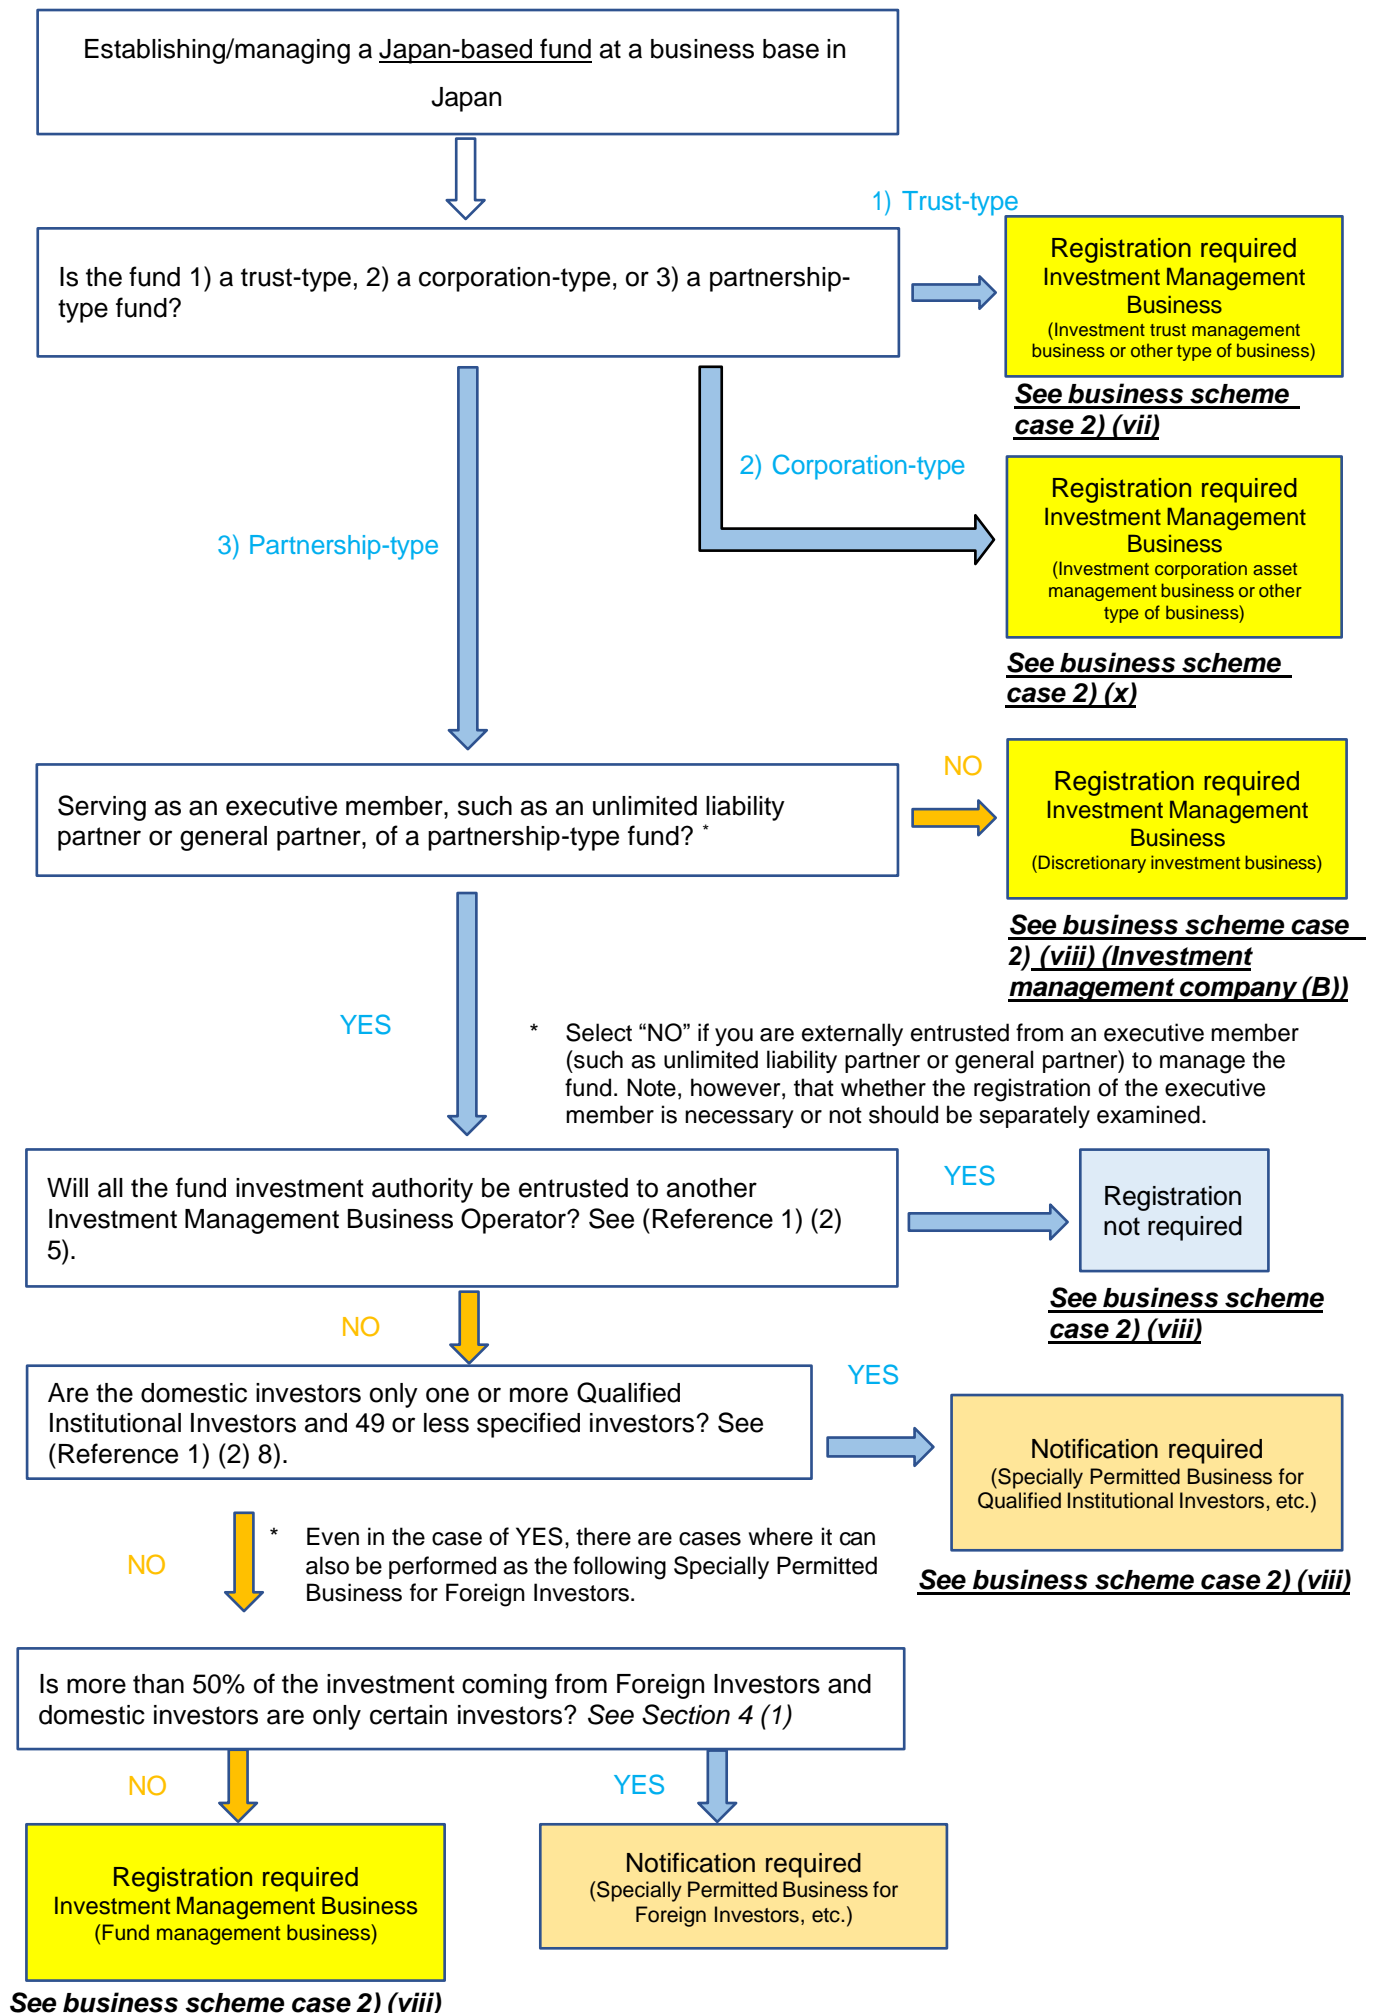 Establishing/managing a Japan-based fund at a business base in
Japan
1) Trust-type
Is the fund 1) a trust-type, 2) a corporation-type, or 3) a partnership-
type fund?
Registration required
Investment Management
Business
(Investment trust management
business or other type of business)
See business scheme
case 2) (vii)
2) Corporation-type
Registration required
Investment Management
Business
(Investment corporation asset
management business or other
type of business)
See business scheme
case 2) (x)
3) Partnership-type
Serving as an executive member, such as an unlimited liability
partner or general partner, of a partnership-type fund? *
NO
Registration required
Investment Management
Business
(Discretionary investment business)
See business scheme case
2) (viii) (Investment
management company (B))
YES
* Select “NO” if you are externally entrusted from an executive member
(such as unlimited liability partner or general partner) to manage the
fund. Note, however, that whether the registration of the executive
member is necessary or not should be separately examined.
Will all the fund investment authority be entrusted to another
Investment Management Business Operator? See (Reference 1) (2)
5).
YES
Registration
not required
See business scheme
case 2) (viii)
NO
Are the domestic investors only one or more Qualified
Institutional Investors and 49 or less specified investors? See
(Reference 1) (2) 8).
YES
Notification required
(Specially Permitted Business for
Qualified Institutional Investors, etc.)
See business scheme case 2) (viii)
NO
* Even in the case of YES, there are cases where it can
also be performed as the following Specially Permitted
Business for Foreign Investors.
Is more than 50% of the investment coming from Foreign Investors and
domestic investors are only certain investors? See Section 4 (1)
NO
YES
Registration required
Investment Management Business
(Fund management business)
See business scheme case 2) (viii)
Notification required
(Specially Permitted Business for
Foreign Investors, etc.)